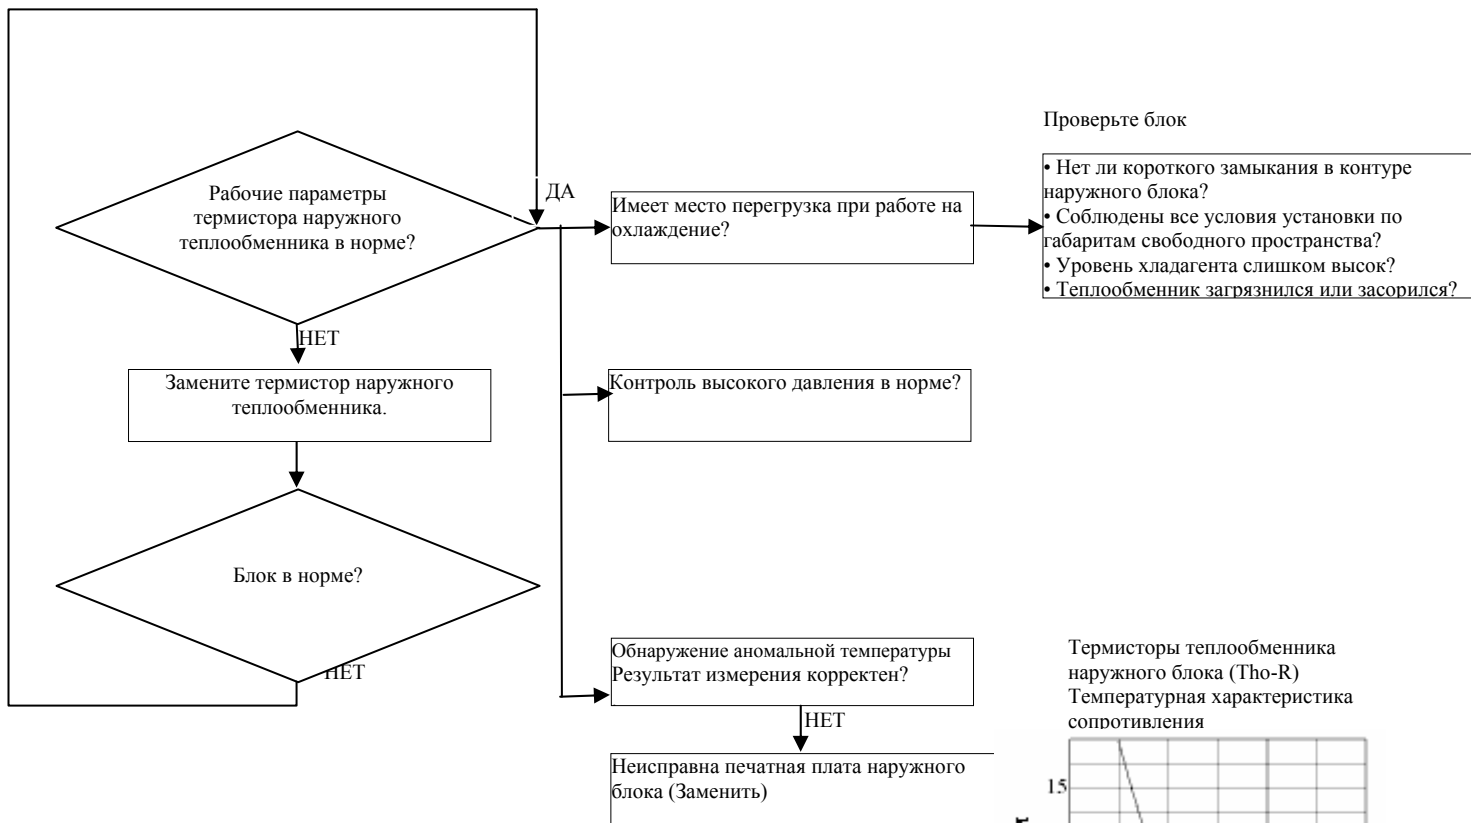 Проверьте блок
Рабочие параметры
термистора наружного
теплообменника в норме?
ДА
Имеет место перегрузка при работе на
охлаждение?
• Нет ли короткого замыкания в контуре
наружного блока?
• Соблюдены все условия установки по
габаритам свободного пространства?
• Уровень хладагента слишком высок?
• Теплообменник загрязнился или засорился?
НЕТ
Замените термистор наружного
теплообменника.
Контроль высокого давления в норме?
Блок в норме?
НЕТ
Обнаружение аномальной температуры
Результат измерения корректен?
НЕТ
Неисправна печатная плата наружного
блока (Заменить)
Термисторы теплообменника
наружного блока (Tho-R)
Температурная характеристика
сопротивления
15